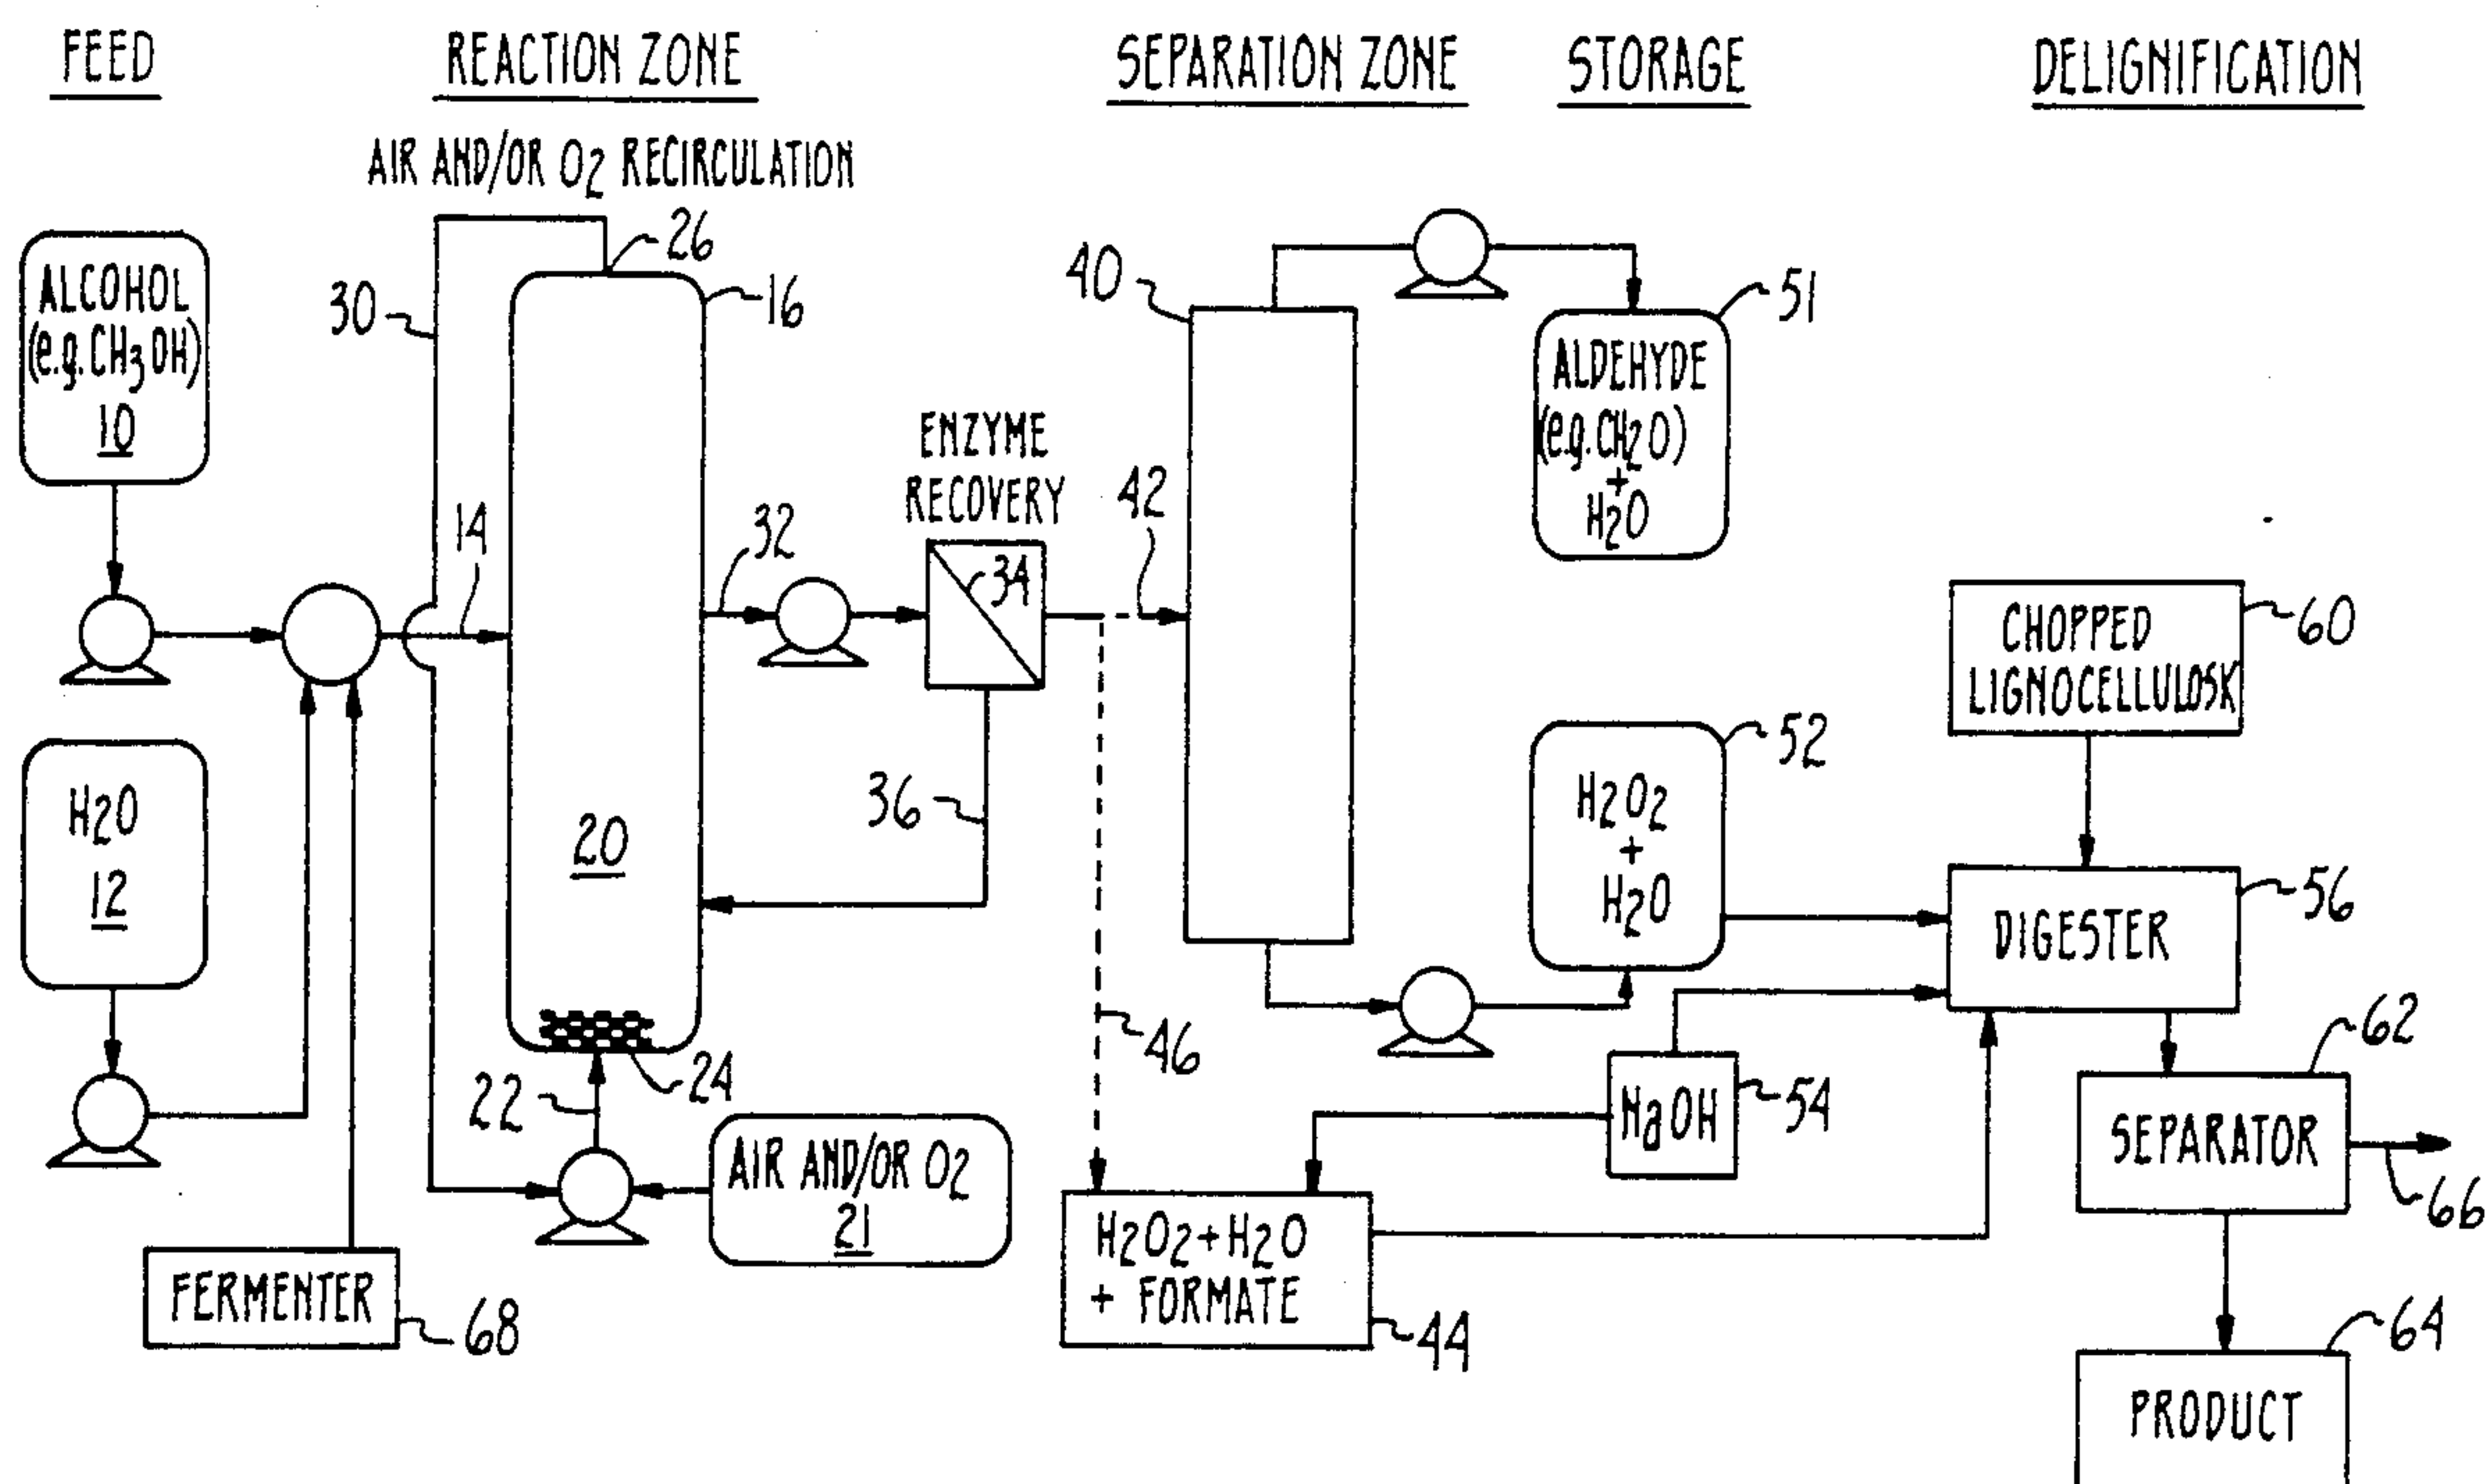 FEED
REACTION ZONE
SEPARATION ZONE
STORAGE
DELIGNIFICATION
AIR AND/OR O2 RECIRCULATION
26
16
30
ALCOHOL
(e.g. CH3OH)
10
14
20
32
ENZYME
RECOVERY
34
36
42
40
51
ALDEHYDE
(e.g. CH2O)
+
H2O
H2O
12
22
24
AIR AND/OR O2
21
FERMENTER
68
46
52
H2O2
+
H2O
NaOH
54
H2O2+H2O
+ FORMATE
44
CHOPPED
LIGNOCELLULOSK
60
DIGESTER
56
62
SEPARATOR
66
64
PRODUCT